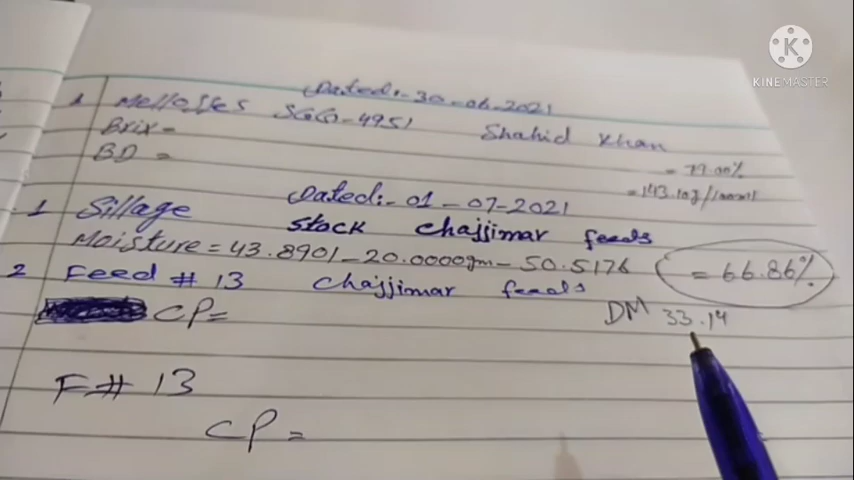 Dated:- 30-06-2021
1 Mellosses SGG-4951 Shahid Khan
Brix= = 79.00%
BD = =143.10g/100ml
Dated:- 01-07-2021
1 Sillage Stock Chajjimar feeds
Moisture = 43.8901-20.0000gm-50.5176 = 66.86%
2 Feed # 13 Chajjimar feeds
DM 33.14
CP=
F# 13
CP =
K
KINEMASTER